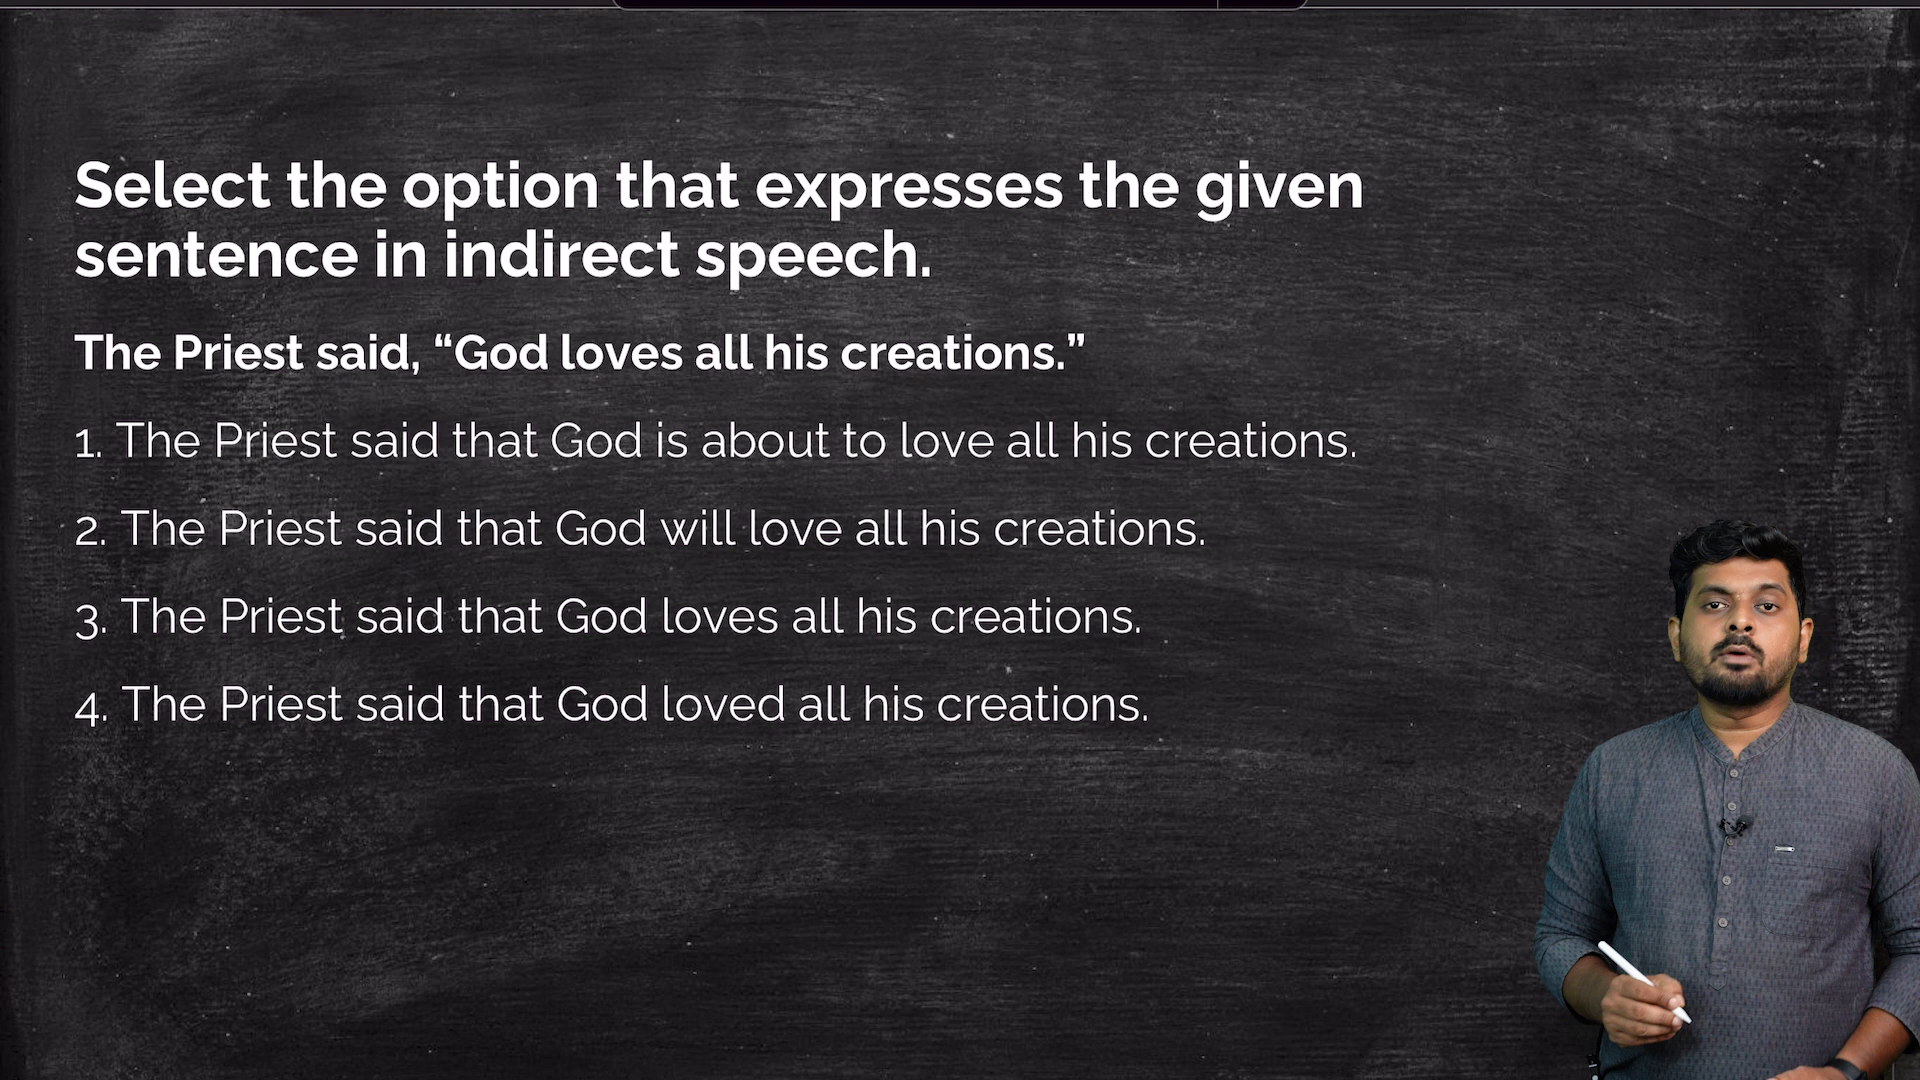 Select the option that expresses the given
sentence in indirect speech.
The Priest said, “God loves all his creations.”
1. The Priest said that God is about to love all his creations.
2. The Priest said that God will love all his creations.
3. The Priest said that God loves all his creations.
4. The Priest said that God loved all his creations.